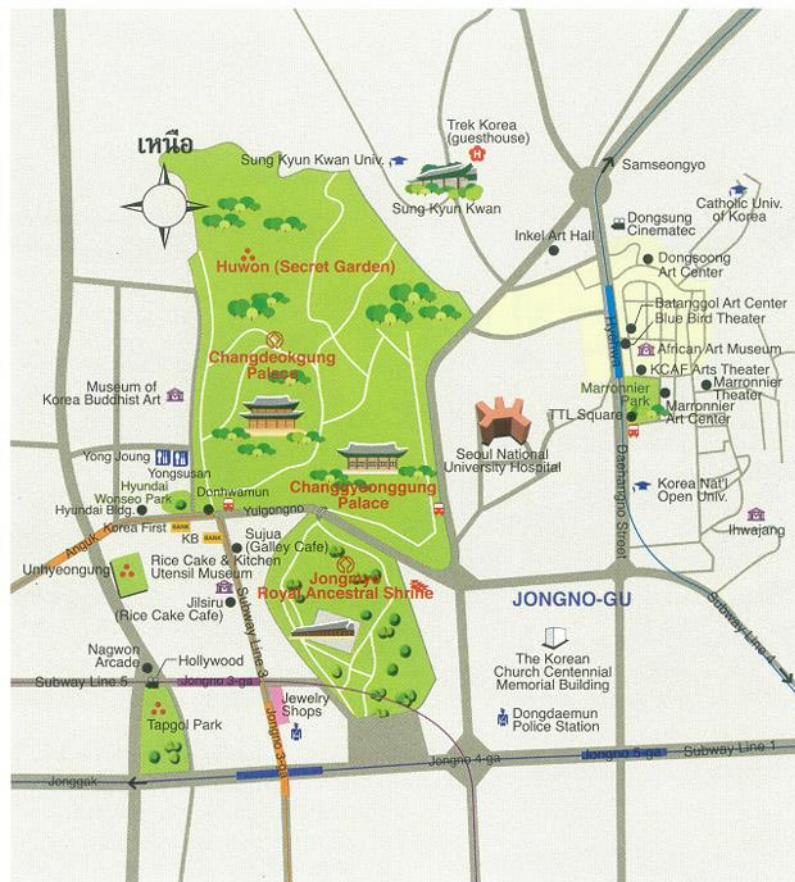 เหนือ
Trek Korea
(guesthouse)
Sung Kyun Kwan Univ.
Sung Kyun Kwan
Samseongyo
Catholic Univ.
of Korea
Dongsung
Cinematec
Inkel Art Hall
Dongsoong
Art Center
Huwon (Secret Garden)
Batanggol Art Center
Blue Bird Theater
Hyehwa
African Art Museum
Changdeokgung
Palace
KCAF Arts Theater
Marronnier
Theater
Marronnier
Park
Marronnier
Art Center
TTL Square
Museum of
Korea Buddhist Art
Seoul National
University Hospital
Yong Joung
Yongsusan
Hyundai
Wonseo Park
Donhwamun
Changgyeonggung
Palace
Korea Nat'l
Open Univ.
Daehangno Street
Hyundai Bldg.
Yulgongno
Ihwajang
Korea First
BANK
KB
BANK
Sujua
(Galley Cafe)
Anguk
Unhyeongung
Rice Cake & Kitchen
Utensil Museum
Jongmyo
Royal Ancestral Shrine
JONGNO-GU
Jilsiru
(Rice Cake Cafe)
Subway Line 3
Subway Line 4
Nagwon
Arcade
Hollywood
The Korean
Church Centennial
Memorial Building
Subway Line 5
Jongno 3-ga
Jewelry
Shops
Tapgol Park
Dongdaemun
Police Station
Jongno 3-ga
Jongno 4-ga
Jongno 5-ga
Subway Line 1
Jonggak